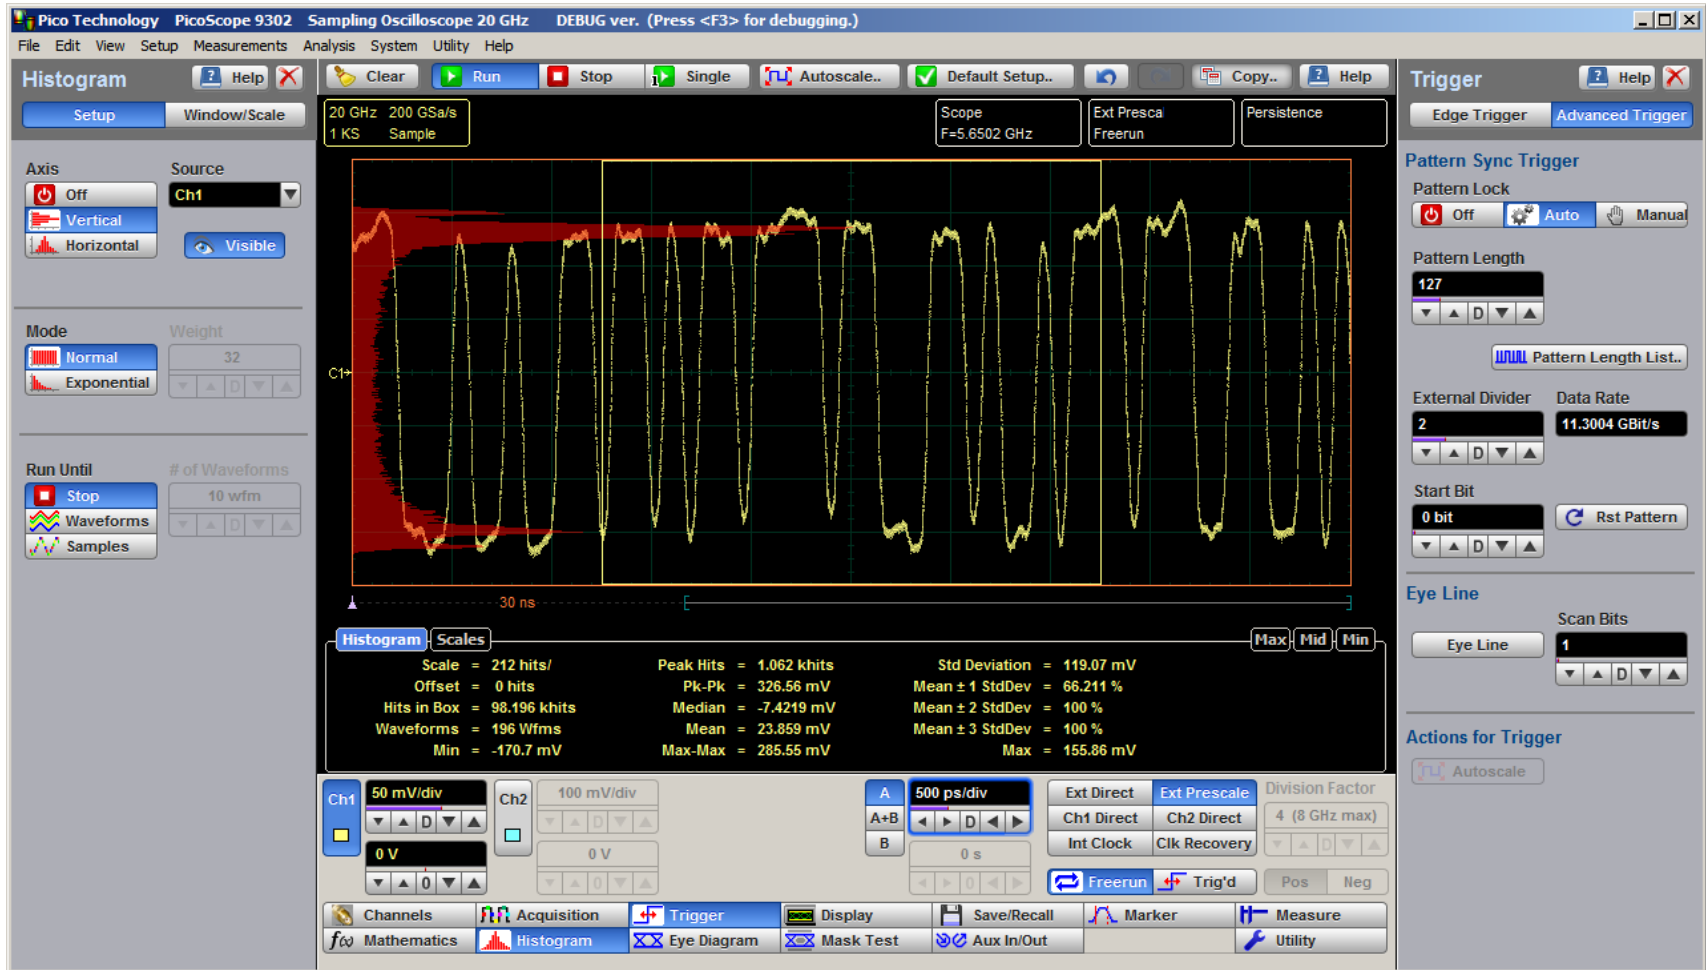 Pico Technology PicoScope 9302 Sampling Oscilloscope 20 GHz DEBUG ver. (Press <F3> for debugging.)
File Edit View Setup Measurements Analysis System Utility Help
Histogram Help
Setup Window/Scale
Axis Source
Off
Ch1
Vertical
Horizontal
Visible
Mode Weight
Normal
32
Exponential
D
Run Until # of Waveforms
Stop
10 wfm
Waveforms
D
Samples
Clear Run Stop 1 Single Autoscale.. Default Setup.. Copy.. Help
20 GHz 200 GSa/s
1 KS Sample
Scope
F=5.6502 GHz
Ext Presca
Freerun
Persistence
C1
30 ns
Histogram Scales Max Mid Min
Scale = 212 hits/ Peak Hits = 1.062 khits Std Deviation = 119.07 mV
Offset = 0 hits Pk-Pk = 326.56 mV Mean ± 1 StdDev = 66.211 %
Hits in Box = 98.196 khits Median = -7.4219 mV Mean ± 2 StdDev = 100 %
Waveforms = 196 Wfms Mean = 23.859 mV Mean ± 3 StdDev = 100 %
Min = -170.7 mV Max-Max = 285.55 mV Max = 155.86 mV
Ch1
50 mV/div
D
0 V
0
Ch2
100 mV/div
D
0 V
0
A
A+B
B
500 ps/div
D
0 s
0
Ext Direct Ext Prescale
Ch1 Direct Ch2 Direct
Int Clock Clk Recovery
Freerun Trig'd
Division Factor
4 (8 GHz max)
D
Pos Neg
Channels Acquisition Trigger Display Save/Recall Marker Measure
f(x) Mathematics Histogram Eye Diagram Mask Test Aux In/Out Utility
Trigger Help
Edge Trigger Advanced Trigger
Pattern Sync Trigger
Pattern Lock
Off Auto Manual
Pattern Length
127
D
Pattern Length List..
External Divider Data Rate
2 11.3004 GBit/s
D
Start Bit
0 bit Rst Pattern
D
Eye Line
Scan Bits
Eye Line 1
D
Actions for Trigger
Autoscale